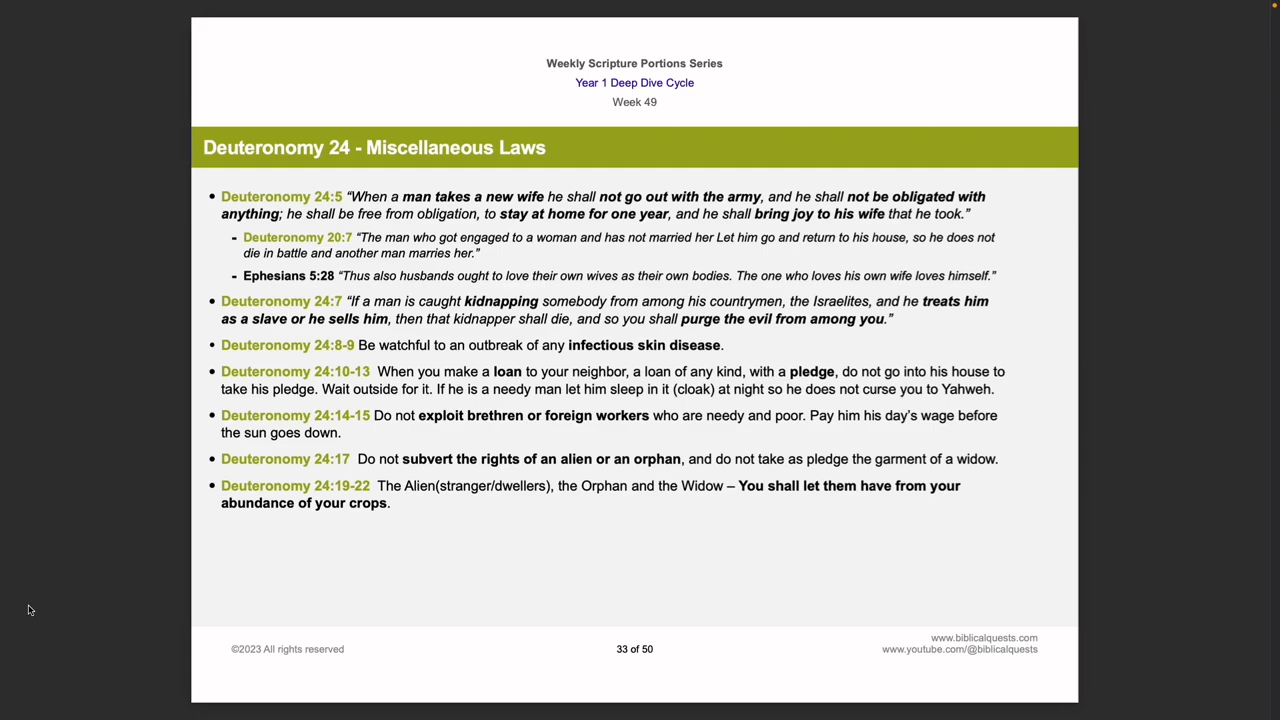 Weekly Scripture Portions Series
Year 1 Deep Dive Cycle
Week 49
Deuteronomy 24 - Miscellaneous Laws
• Deuteronomy 24:5 “When a man takes a new wife he shall not go out with the army, and he shall not be obligated with
anything; he shall be free from obligation, to stay at home for one year, and he shall bring joy to his wife that he took.”
- Deuteronomy 20:7 “The man who got engaged to a woman and has not married her Let him go and return to his house, so he does not
die in battle and another man marries her.”
- Ephesians 5:28 “Thus also husbands ought to love their own wives as their own bodies. The one who loves his own wife loves himself.”
• Deuteronomy 24:7 “If a man is caught kidnapping somebody from among his countrymen, the Israelites, and he treats him
as a slave or he sells him, then that kidnapper shall die, and so you shall purge the evil from among you.”
• Deuteronomy 24:8-9 Be watchful to an outbreak of any infectious skin disease.
• Deuteronomy 24:10-13 When you make a loan to your neighbor, a loan of any kind, with a pledge, do not go into his house to
take his pledge. Wait outside for it. If he is a needy man let him sleep in it (cloak) at night so he does not curse you to Yahweh.
• Deuteronomy 24:14-15 Do not exploit brethren or foreign workers who are needy and poor. Pay him his day’s wage before
the sun goes down.
• Deuteronomy 24:17 Do not subvert the rights of an alien or an orphan, and do not take as pledge the garment of a widow.
• Deuteronomy 24:19-22 The Alien(stranger/dwellers), the Orphan and the Widow – You shall let them have from your
abundance of your crops.
©2023 All rights reserved
33 of 50
www.biblicalquests.com
www.youtube.com/@biblicalquests